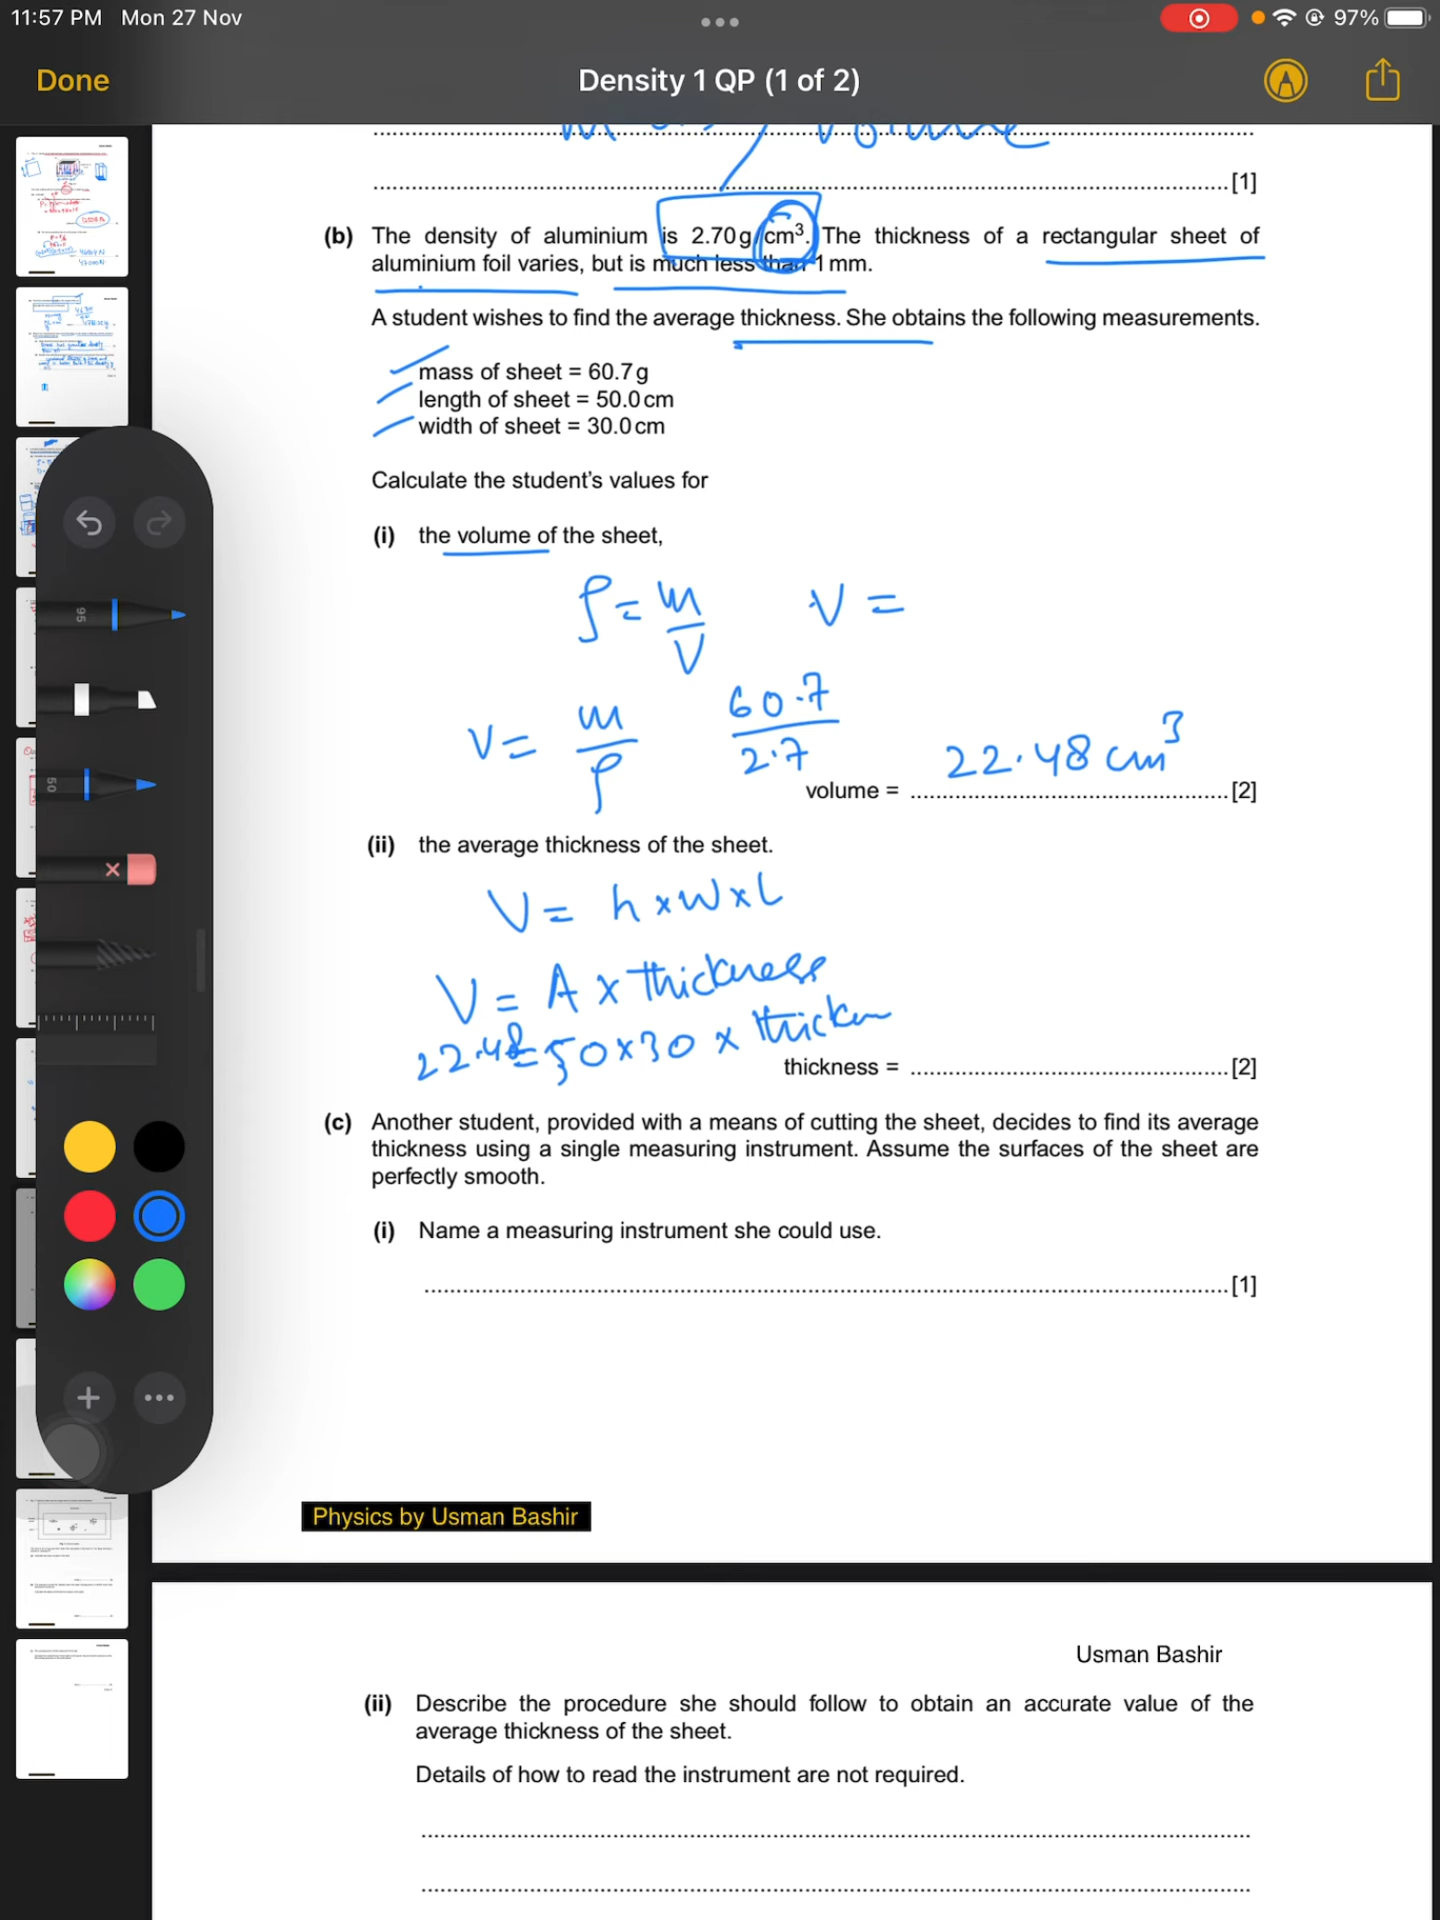 11:57 PM Mon 27 Nov
97%
Done
Density 1 QP (1 of 2)
mass / volume
[1]
(b) The density of aluminium is 2.70 g/cm³. The thickness of a rectangular sheet of
aluminium foil varies, but is much less than 1 mm.
A student wishes to find the average thickness. She obtains the following measurements.
mass of sheet = 60.7 g
length of sheet = 50.0 cm
width of sheet = 30.0 cm
Calculate the student's values for
(i) the volume of the sheet,
ρ = m/V V =
V = m/ρ 60.7/2.7 22.48 cm³
volume = [2]
(ii) the average thickness of the sheet.
V = h × W × L
V = A × thickness
22.48 = 50×30 × thickn
thickness = [2]
(c) Another student, provided with a means of cutting the sheet, decides to find its average
thickness using a single measuring instrument. Assume the surfaces of the sheet are
perfectly smooth.
(i) Name a measuring instrument she could use.
[1]
Physics by Usman Bashir
Usman Bashir
(ii) Describe the procedure she should follow to obtain an accurate value of the
average thickness of the sheet.
Details of how to read the instrument are not required.
95
50